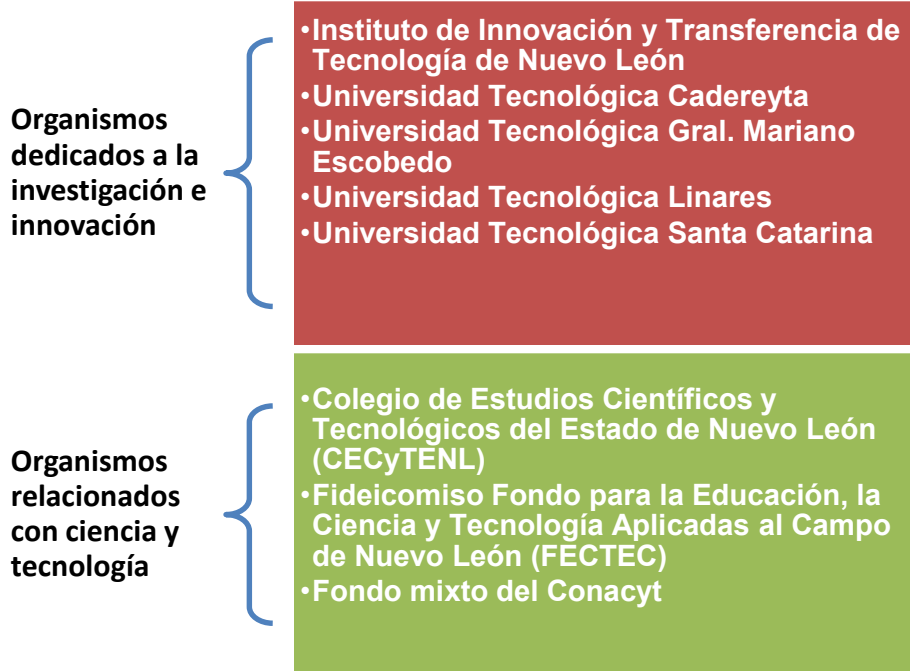 Organismos
dedicados a la
investigación e
innovación
•Instituto de Innovación y Transferencia de
Tecnología de Nuevo León
•Universidad Tecnológica Cadereyta
•Universidad Tecnológica Gral. Mariano
Escobedo
•Universidad Tecnológica Linares
•Universidad Tecnológica Santa Catarina
Organismos
relacionados
con ciencia y
tecnología
•Colegio de Estudios Científicos y
Tecnológicos del Estado de Nuevo León
(CECyTENL)
•Fideicomiso Fondo para la Educación, la
Ciencia y Tecnología Aplicadas al Campo
de Nuevo León (FECTEC)
•Fondo mixto del Conacyt